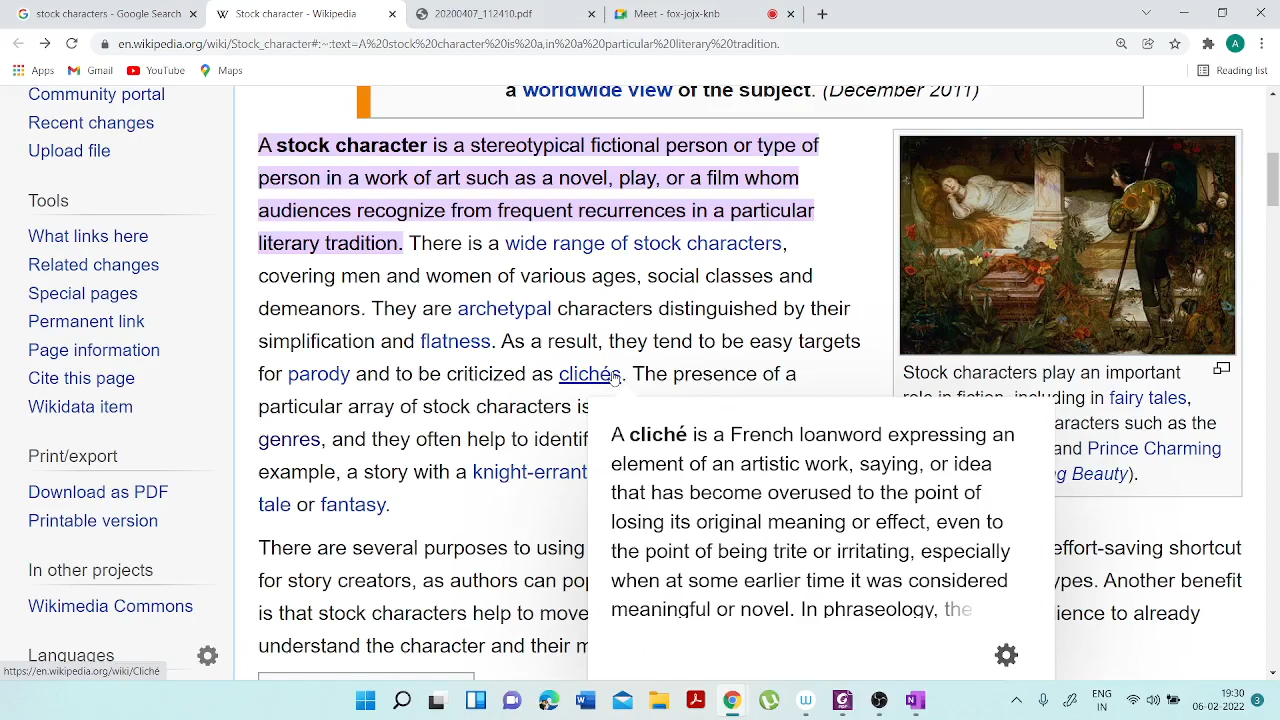 stock characters - Google Search
Stock character - Wikipedia
20200407_112410.pdf
Meet - fox-jojx-kn
en.wikipedia.org/wiki/Stock_character#:~:text=A%20stock%20character%20is%20a,in%20a%20particular%20literary%20tradition.
A
Apps
Gmail
YouTube
Maps
Reading list
Community portal
Recent changes
Upload file
Tools
What links here
Related changes
Special pages
Permanent link
Page information
Cite this page
Wikidata item
Print/export
Download as PDF
Printable version
In other projects
Wikimedia Commons
Languages
https://en.wikipedia.org/wiki/Cliché
a worldwide view of the subject. (December 2011)
A stock character is a stereotypical fictional person or type of
person in a work of art such as a novel, play, or a film whom
audiences recognize from frequent recurrences in a particular
literary tradition. There is a wide range of stock characters,
covering men and women of various ages, social classes and
demeanors. They are archetypal characters distinguished by their
simplification and flatness. As a result, they tend to be easy targets
for parody and to be criticized as clichés. The presence of a
particular array of stock characters is
genres, and they often help to identif
example, a story with a knight-errant
tale or fantasy.
There are several purposes to using
for story creators, as authors can pop
is that stock characters help to move
understand the character and their m
A cliché is a French loanword expressing an
element of an artistic work, saying, or idea
that has become overused to the point of
losing its original meaning or effect, even to
the point of being trite or irritating, especially
when at some earlier time it was considered
meaningful or novel. In phraseology, the
Stock characters play an important
role in fiction, including in fairy tales,
aracters such as the
and Prince Charming
g Beauty).
effort-saving shortcut
ypes. Another benefit
ience to already
ENG
IN
19:30
06-02-2022
3